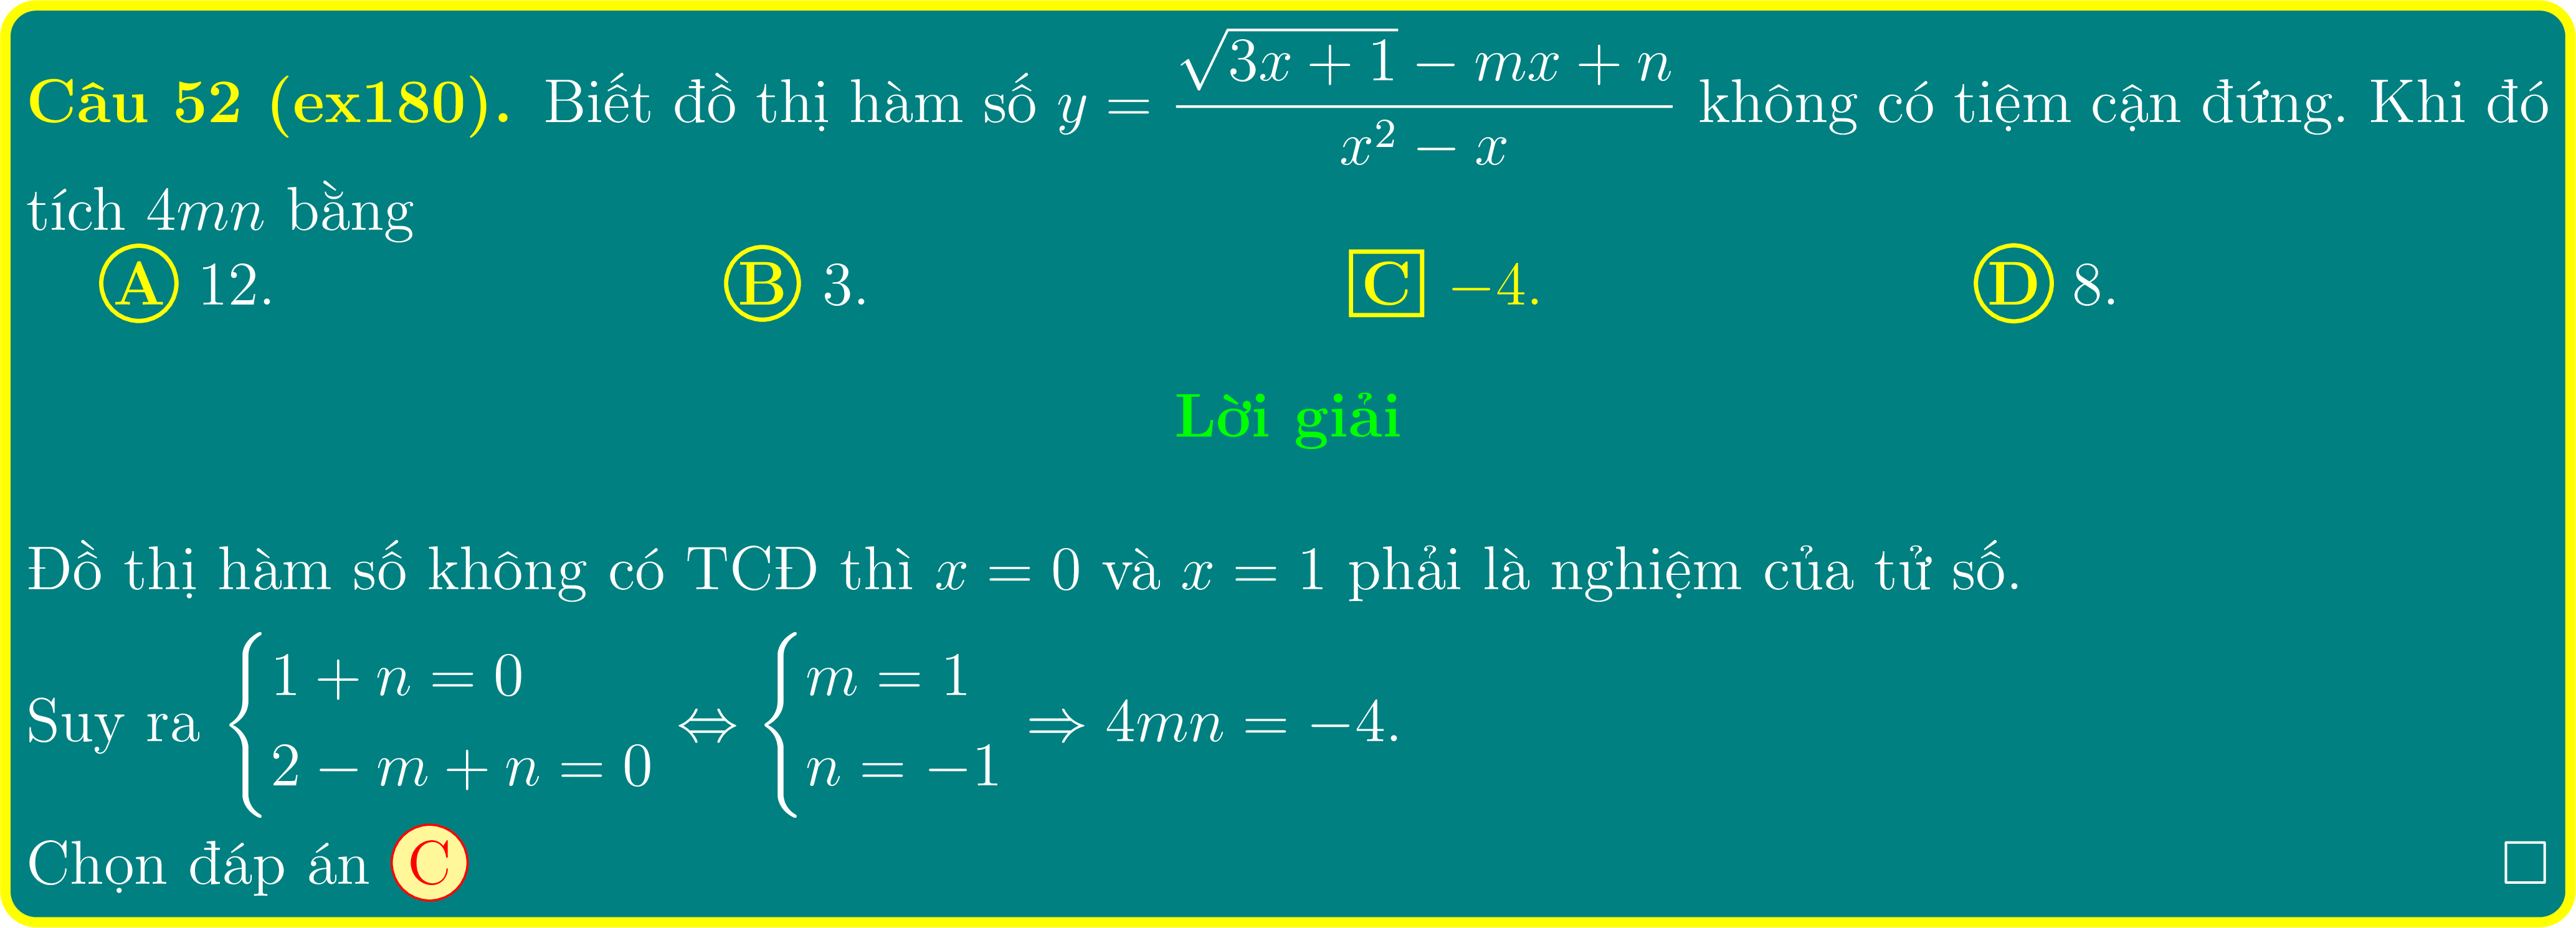 Câu 52 (ex180). Biết đồ thị hàm số $y = \dfrac{\sqrt{3x+1} - mx + n}{x^2 - x}$ không có tiệm cận đứng. Khi đó
tích $4mn$ bằng
(A) 12. (B) 3. [C] −4. (D) 8.
Lời giải
Đồ thị hàm số không có TCĐ thì $x = 0$ và $x = 1$ phải là nghiệm của tử số.
Suy ra $\begin{cases} 1 + n = 0 \\ 2 - m + n = 0 \end{cases} \Leftrightarrow \begin{cases} m = 1 \\ n = -1 \end{cases} \Rightarrow 4mn = -4.$
Chọn đáp án (C) □